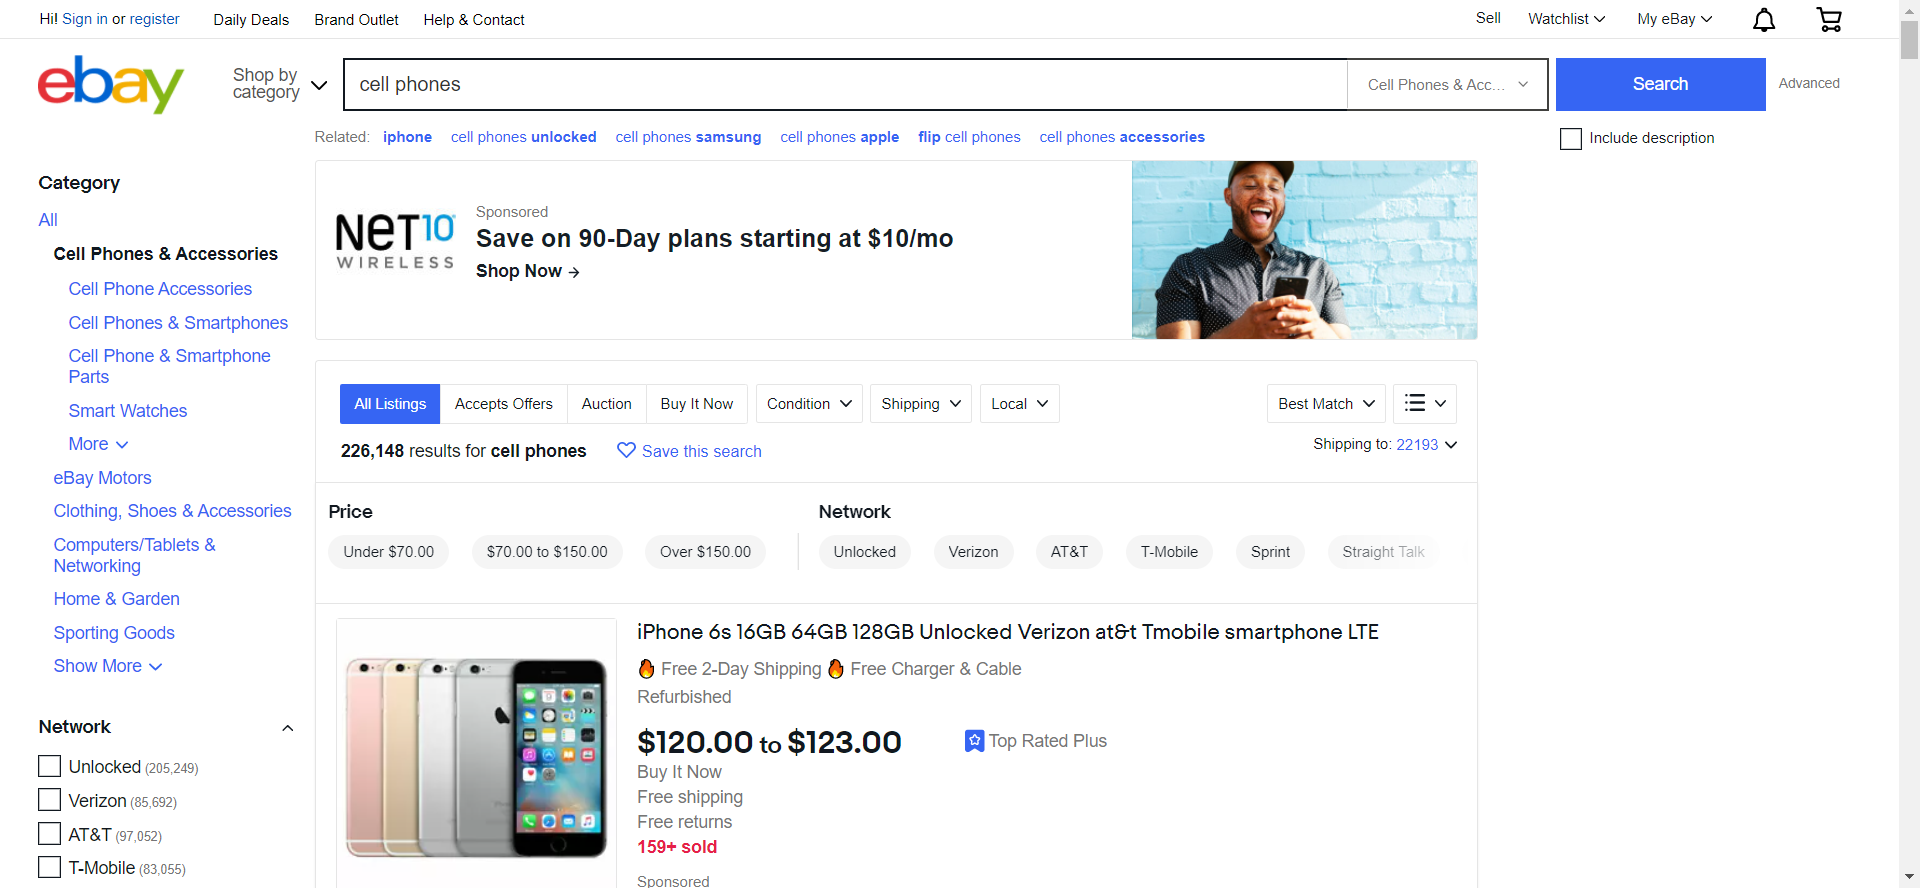 Hi! Sign in or register
Daily Deals
Brand Outlet
Help & Contact
Sell
Watchlist
My eBay
ebay
Shop by
category
cell phones
Cell Phones & Acc...
Search
Advanced
Related: iphone cell phones unlocked cell phones samsung cell phones apple flip cell phones cell phones accessories
Include description
Category
All
Cell Phones & Accessories
Cell Phone Accessories
Cell Phones & Smartphones
Cell Phone & Smartphone
Parts
Smart Watches
More
eBay Motors
Clothing, Shoes & Accessories
Computers/Tablets &
Networking
Home & Garden
Sporting Goods
Show More
Network
Unlocked (205,249)
Verizon (85,692)
AT&T (97,052)
T-Mobile (83,055)
NET10
WIRELESS
Sponsored
Save on 90-Day plans starting at $10/mo
Shop Now →
All Listings
Accepts Offers
Auction
Buy It Now
Condition
Shipping
Local
Best Match
226,148 results for cell phones
Save this search
Shipping to: 22193
Price
Under $70.00
$70.00 to $150.00
Over $150.00
Network
Unlocked
Verizon
AT&T
T-Mobile
Sprint
Straight Talk
iPhone 6s 16GB 64GB 128GB Unlocked Verizon at&t Tmobile smartphone LTE
🔥 Free 2-Day Shipping 🔥 Free Charger & Cable
Refurbished
$120.00 to $123.00
Top Rated Plus
Buy It Now
Free shipping
Free returns
159+ sold
Sponsored